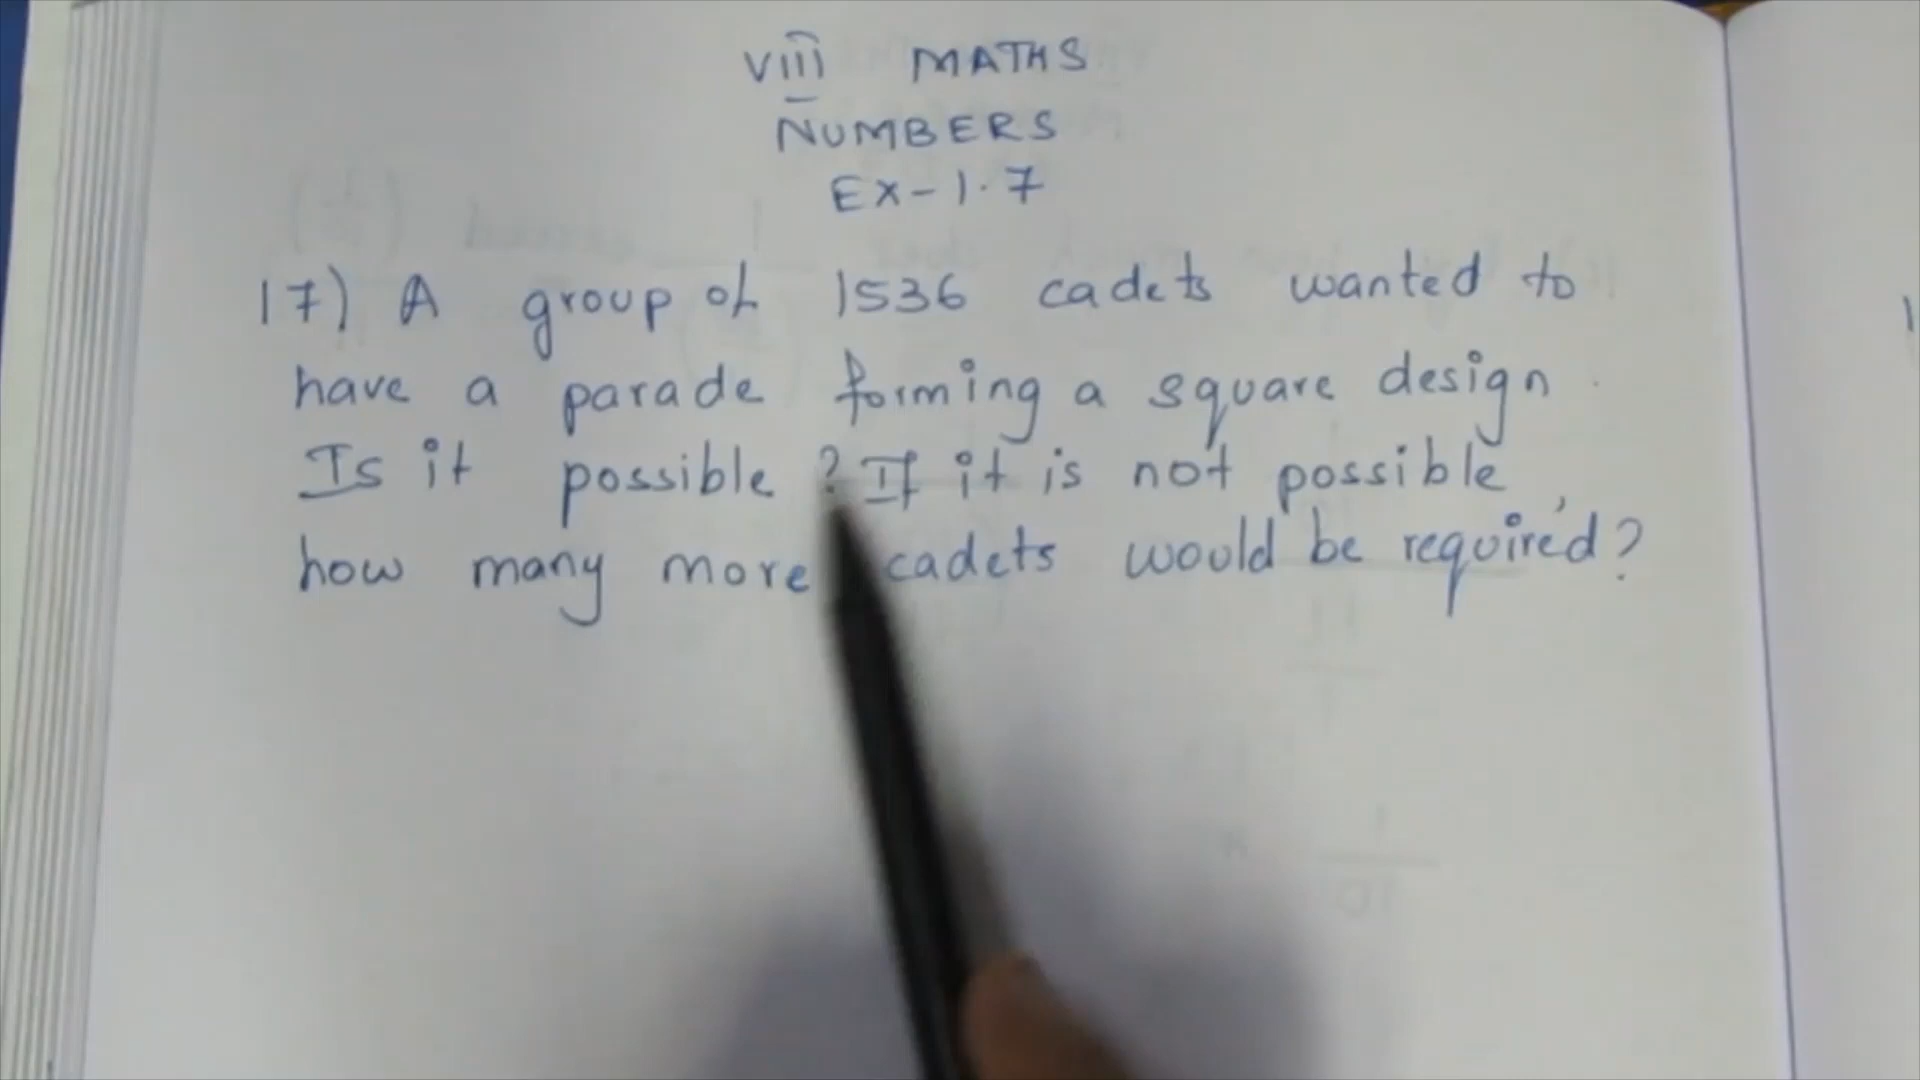 VIII MATHS
NUMBERS
Ex-1.7
17) A group of 1536 cadets wanted to
have a parade forming a square design.
Is it possible? If it is not possible,
how many more cadets would be required?